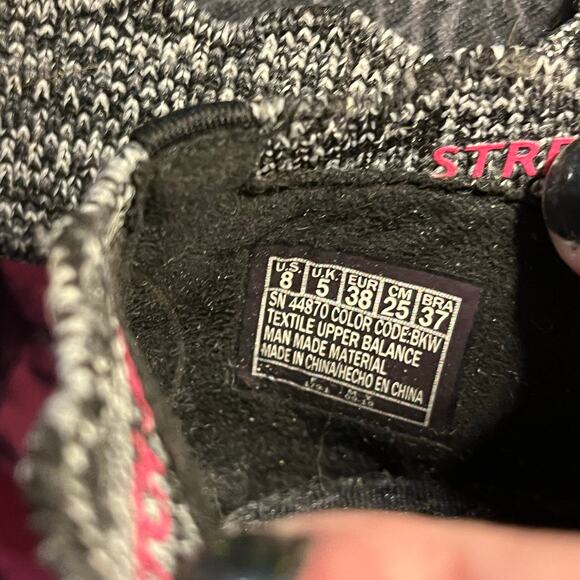 STRE
U.S. U.K EUR CM BRA
8 5 38 25 37
SN 44870 COLOR CODE:BKW
TEXTILE UPPER BALANCE
MAN MADE MATERIAL
MADE IN CHINA/HECHO EN CHINA